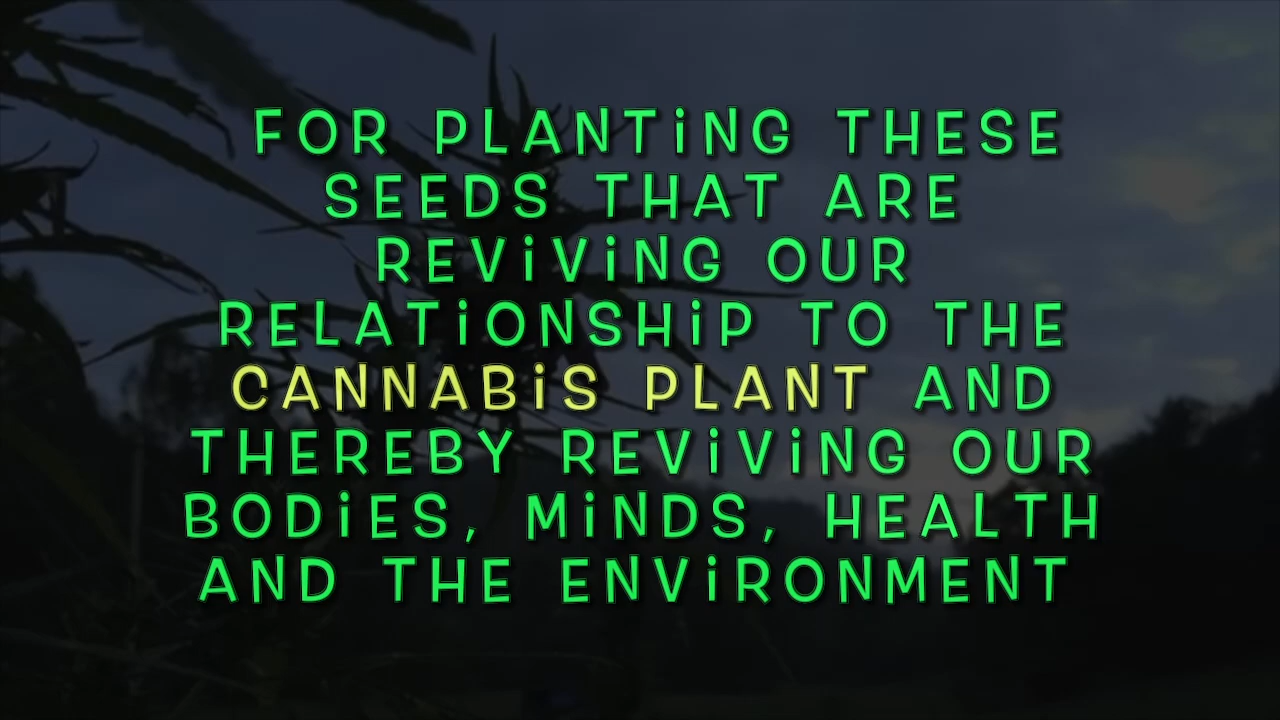 FOR PLANTiNG THESE
SEEDS THAT ARE
REViViNG OUR
RELATiONSHiP TO THE
CANNABiS PLANT AND
THEREBY REViViNG OUR
BODiES, MiNDS, HEALTH
AND THE ENViRONMENT